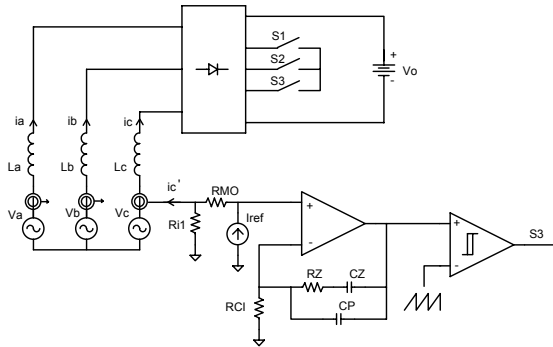 S1
S2
S3
+
Vo
-
ia
ib
ic
La
Lb
Lc
Va
Vb
Vc
ic'
RMO
Ri1
Iref
+
-
+
-
S3
RZ
CZ
CP
RCI